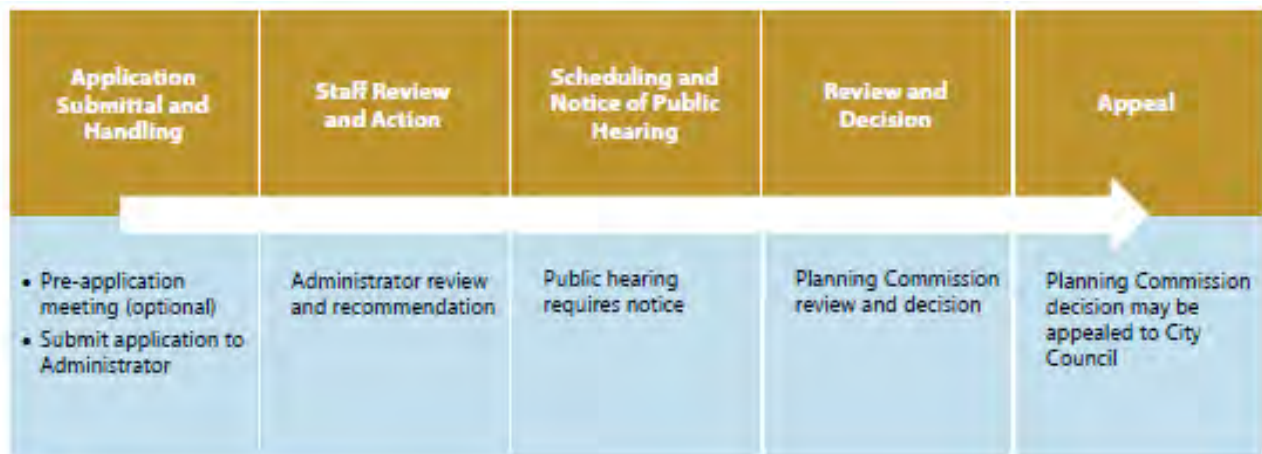 Application
Submittal and
Handling
Staff Review
and Action
Scheduling and
Notice of Public
Hearing
Review and
Decision
Appeal
• Pre-application
meeting (optional)
• Submit application to
Administrator
Administrator review
and recommendation
Public hearing
requires notice
Planning Commission
review and decision
Planning Commission
decision may be
appealed to City
Council